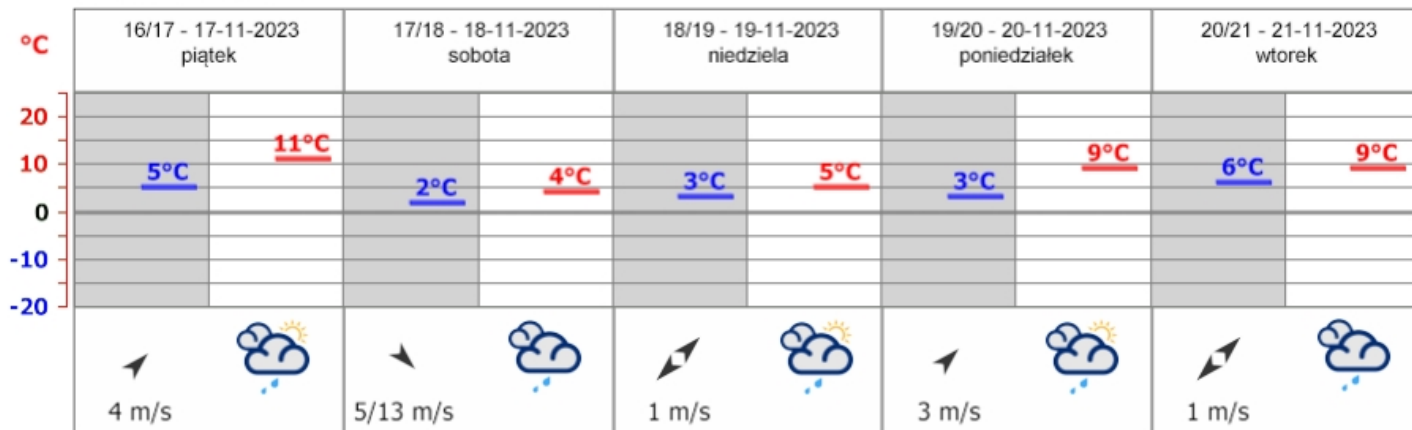 °C
16/17 - 17-11-2023
piątek
17/18 - 18-11-2023
sobota
18/19 - 19-11-2023
niedziela
19/20 - 20-11-2023
poniedziałek
20/21 - 21-11-2023
wtorek
20
10
0
-10
-20
5°C
11°C
2°C
4°C
3°C
5°C
3°C
9°C
6°C
9°C
4 m/s
5/13 m/s
1 m/s
3 m/s
1 m/s